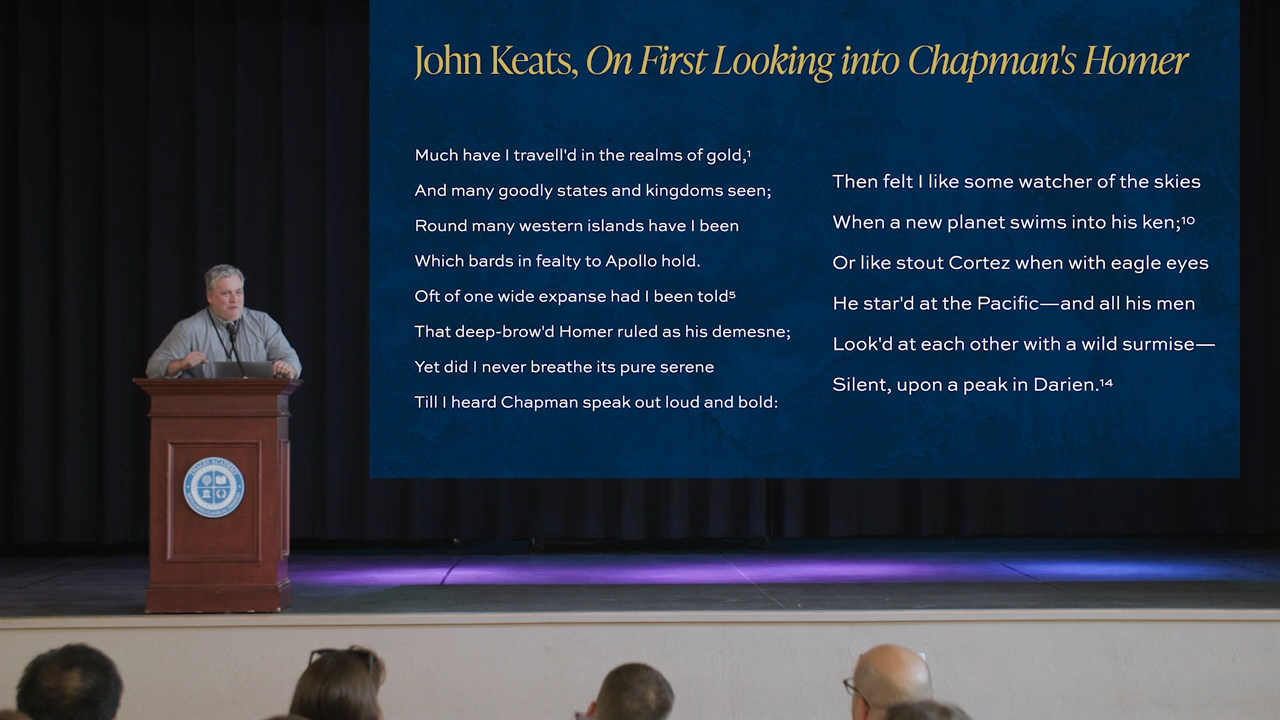 John Keats, On First Looking into Chapman's Homer
Much have I travell'd in the realms of gold,¹
And many goodly states and kingdoms seen;
Round many western islands have I been
Which bards in fealty to Apollo hold.
Oft of one wide expanse had I been told⁵
That deep-brow'd Homer ruled as his demesne;
Yet did I never breathe its pure serene
Till I heard Chapman speak out loud and bold:
Then felt I like some watcher of the skies
When a new planet swims into his ken;¹⁰
Or like stout Cortez when with eagle eyes
He star'd at the Pacific—and all his men
Look'd at each other with a wild surmise—
Silent, upon a peak in Darien.¹⁴
THALES ACADEMY